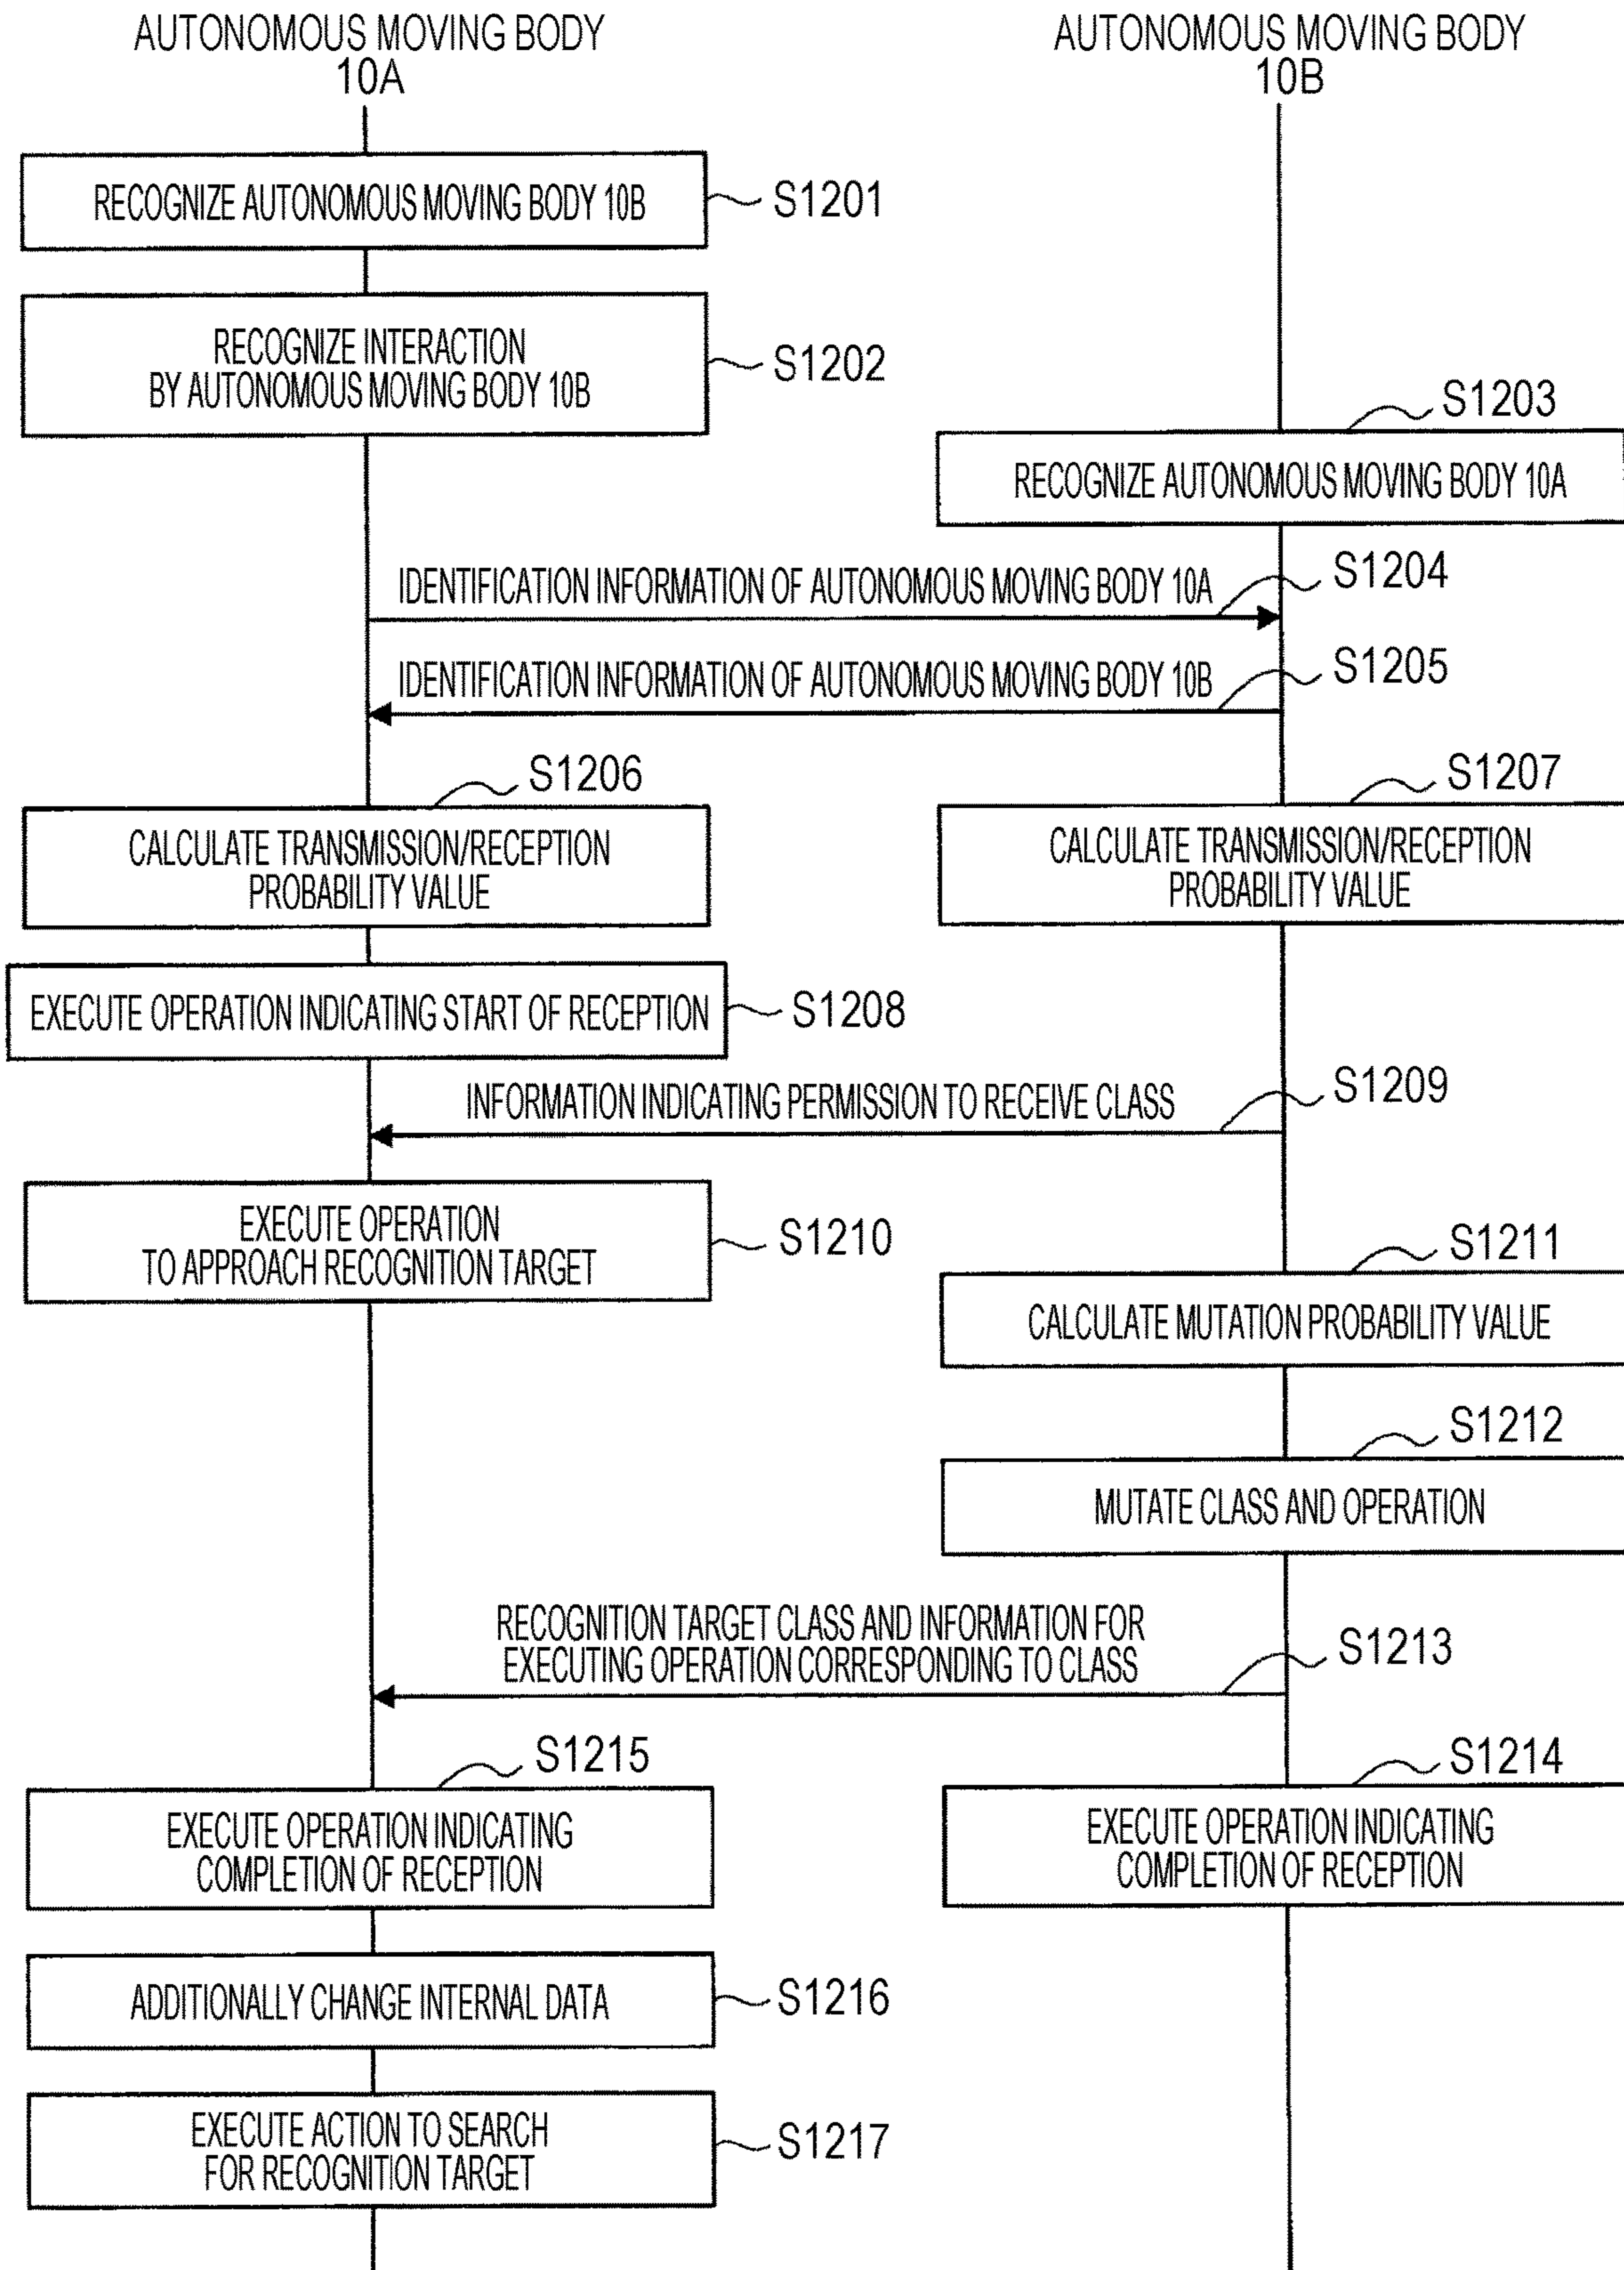 AUTONOMOUS MOVING BODY
10A
AUTONOMOUS MOVING BODY
10B
RECOGNIZE AUTONOMOUS MOVING BODY 10B
S1201
RECOGNIZE INTERACTION
BY AUTONOMOUS MOVING BODY 10B
S1202
S1203
RECOGNIZE AUTONOMOUS MOVING BODY 10A
IDENTIFICATION INFORMATION OF AUTONOMOUS MOVING BODY 10A
S1204
IDENTIFICATION INFORMATION OF AUTONOMOUS MOVING BODY 10B
S1205
S1206
CALCULATE TRANSMISSION/RECEPTION
PROBABILITY VALUE
S1207
CALCULATE TRANSMISSION/RECEPTION
PROBABILITY VALUE
EXECUTE OPERATION INDICATING START OF RECEPTION
S1208
INFORMATION INDICATING PERMISSION TO RECEIVE CLASS
S1209
EXECUTE OPERATION
TO APPROACH RECOGNITION TARGET
S1210
S1211
CALCULATE MUTATION PROBABILITY VALUE
S1212
MUTATE CLASS AND OPERATION
RECOGNITION TARGET CLASS AND INFORMATION FOR
EXECUTING OPERATION CORRESPONDING TO CLASS
S1213
S1215
EXECUTE OPERATION INDICATING
COMPLETION OF RECEPTION
S1214
EXECUTE OPERATION INDICATING
COMPLETION OF RECEPTION
ADDITIONALLY CHANGE INTERNAL DATA
S1216
EXECUTE ACTION TO SEARCH
FOR RECOGNITION TARGET
S1217